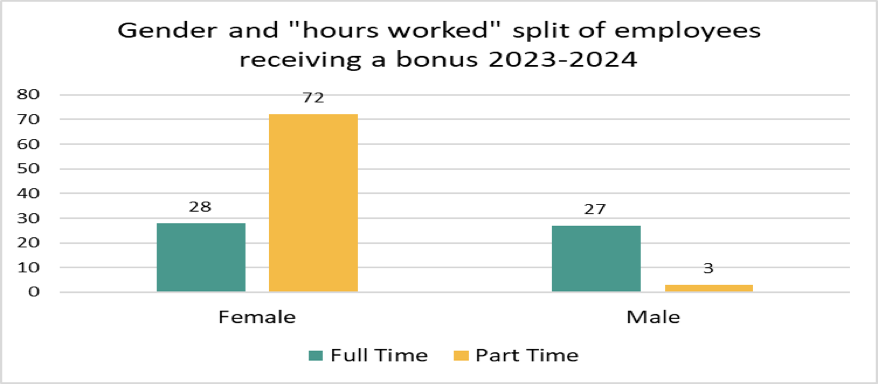 Gender and "hours worked" split of employees
receiving a bonus 2023-2024
80
70
60
50
40
30
20
10
0
28
72
27
3
Female
Male
Full Time
Part Time